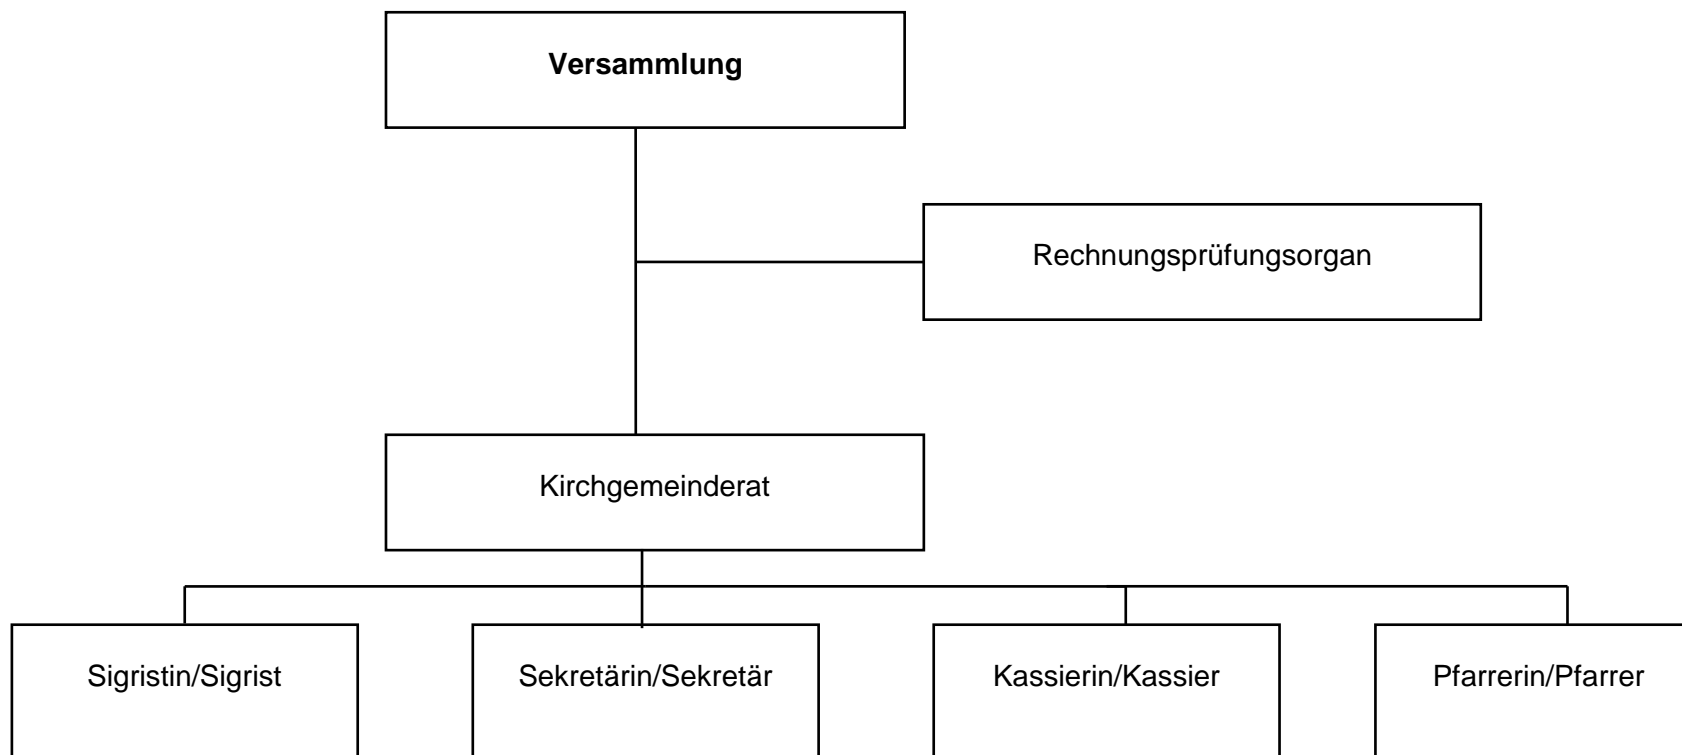 Versammlung
Rechnungsprüfungsorgan
Kirchgemeinderat
Sigristin/Sigrist
Sekretärin/Sekretär
Kassierin/Kassier
Pfarrerin/Pfarrer